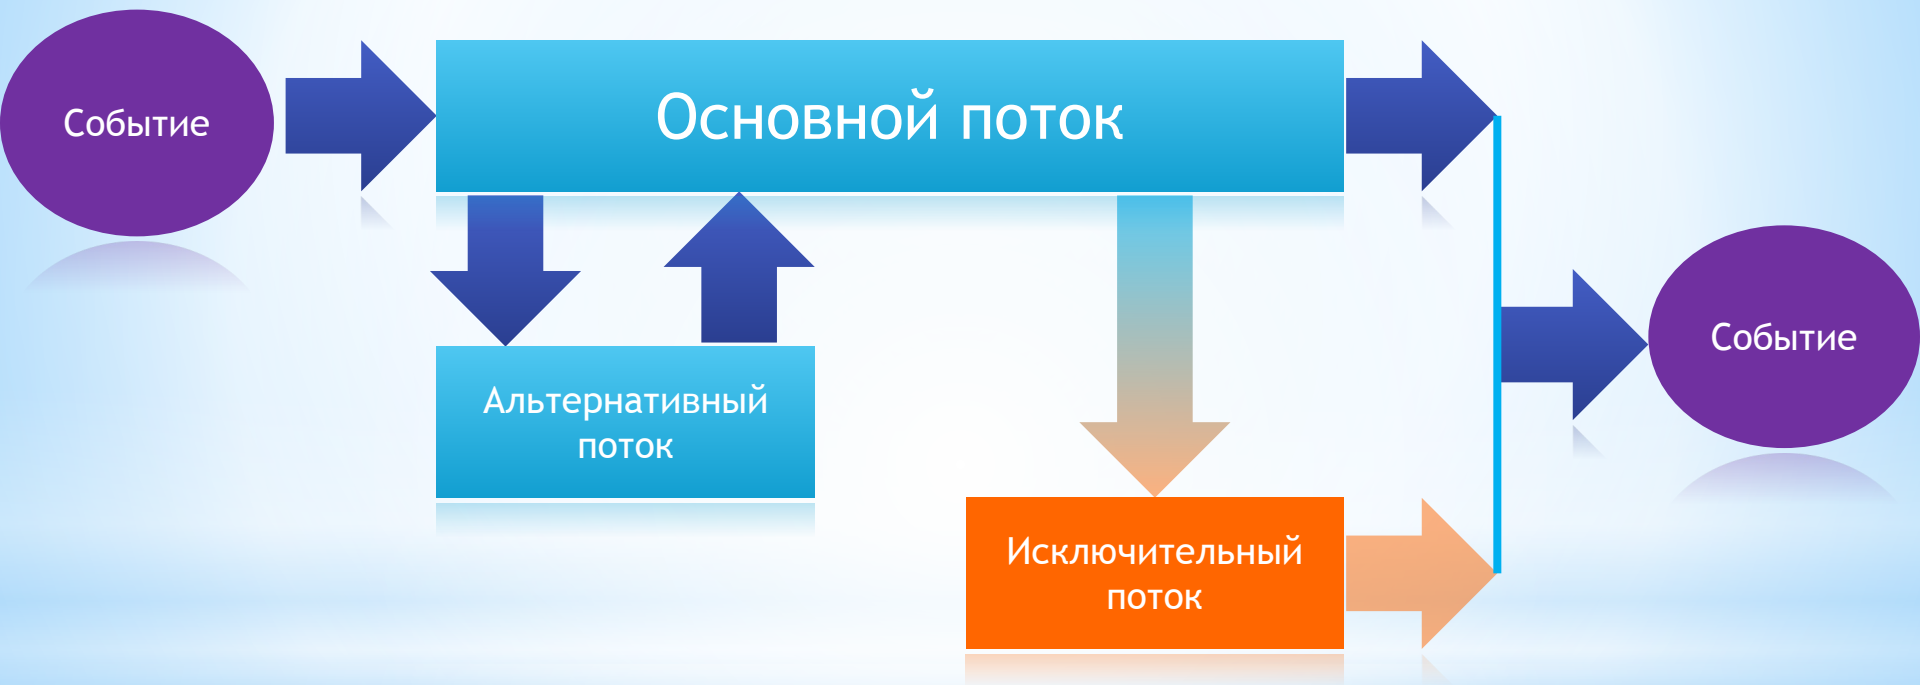 Событие
Основной поток
Событие
Альтернативный
поток
Исключительный
поток